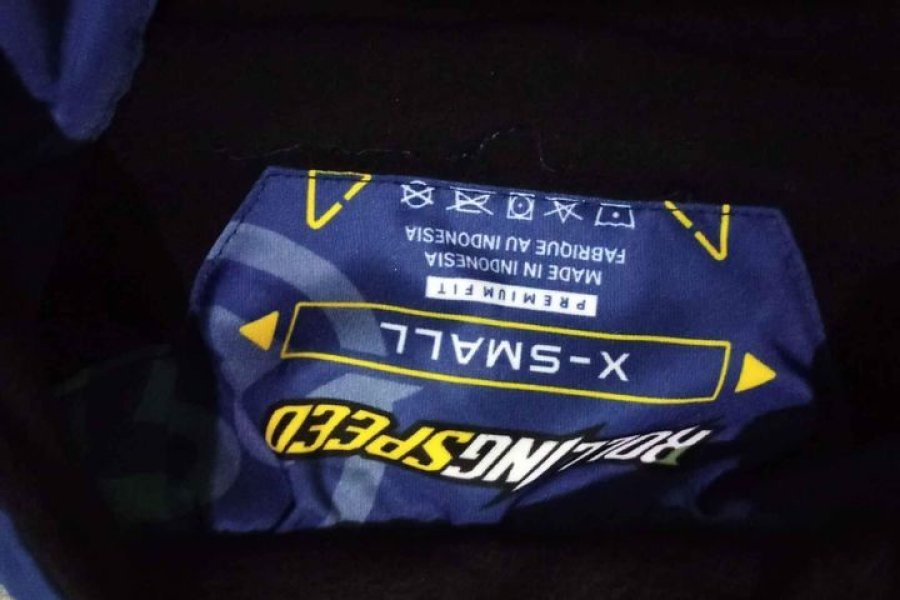 ROLLINGSPEED
X-SMALL
PREMIUM FIT
MADE IN INDONESIA
FABRIQUE AU INDONESIA